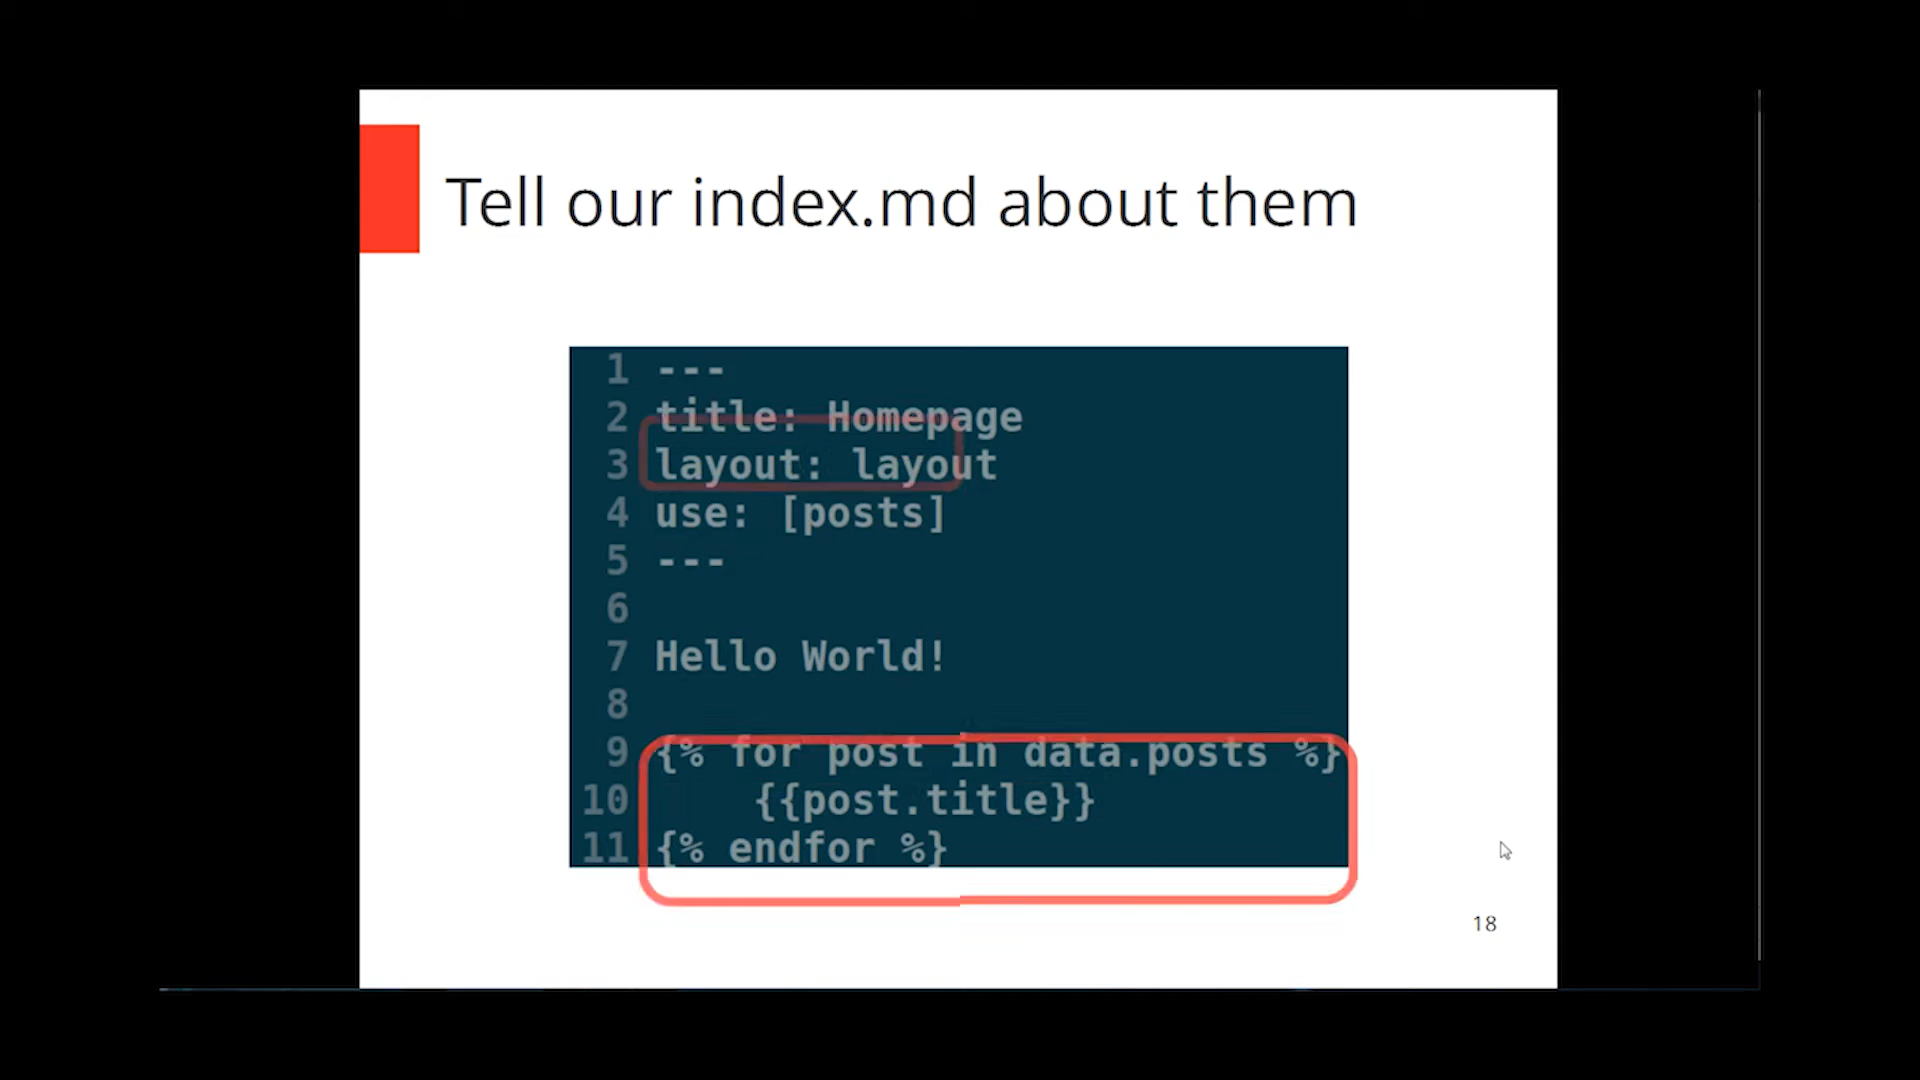 Tell our index.md about them
1 ---
2 title: Homepage
3 layout: layout
4 use: [posts]
5 ---
6
7 Hello World!
8
9 {% for post in data.posts %}
10     {{post.title}}
11 {% endfor %}
18